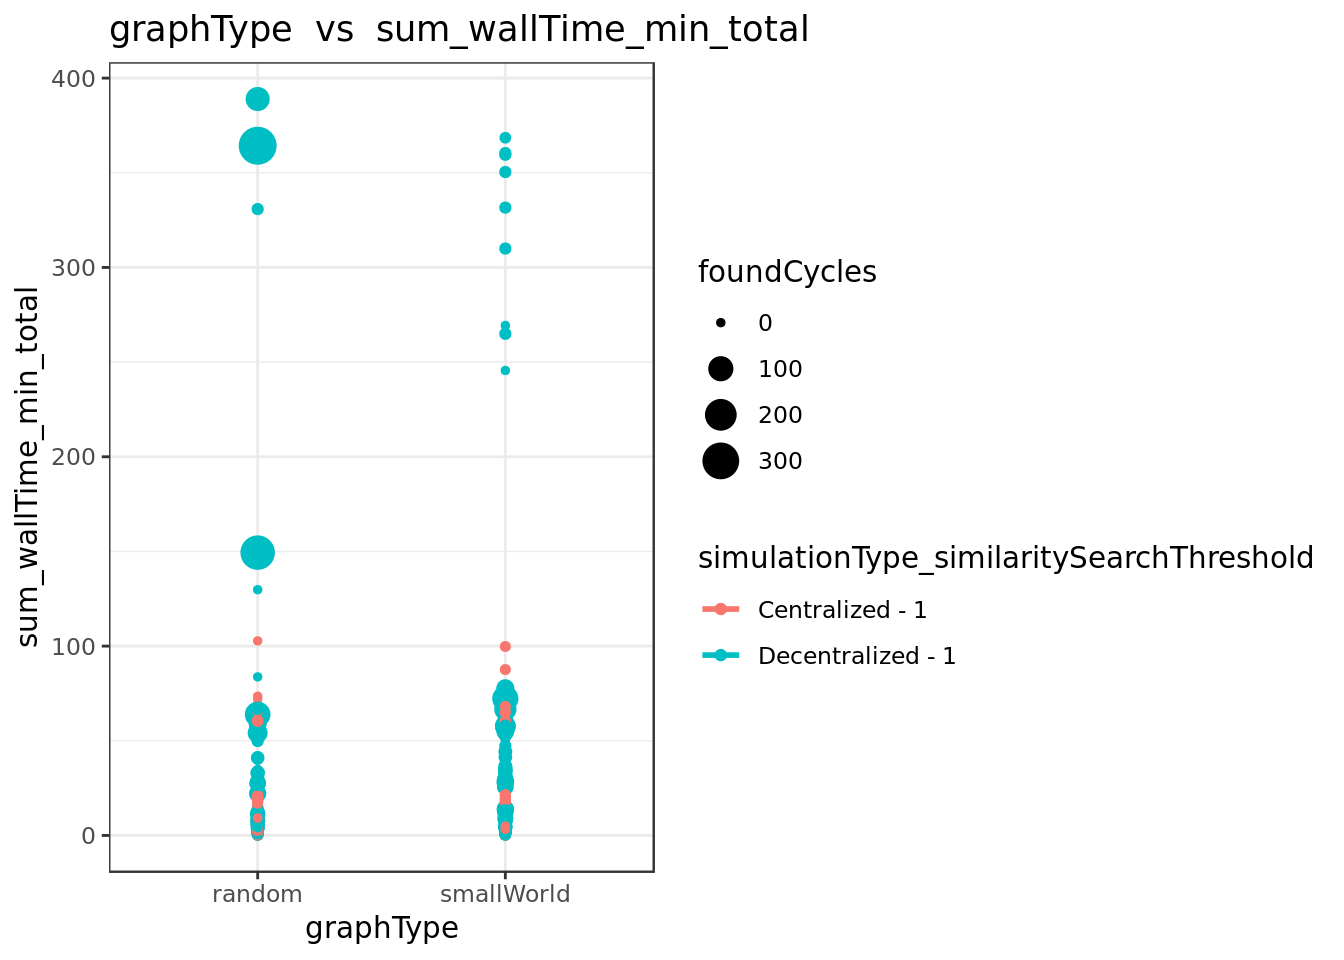 graphType  vs  sum_wallTime_min_total
400
300
200
100
0
sum_wallTime_min_total
random
smallWorld
graphType
foundCycles
0
100
200
300
simulationType_similaritySearchThreshold
Centralized - 1
Decentralized - 1